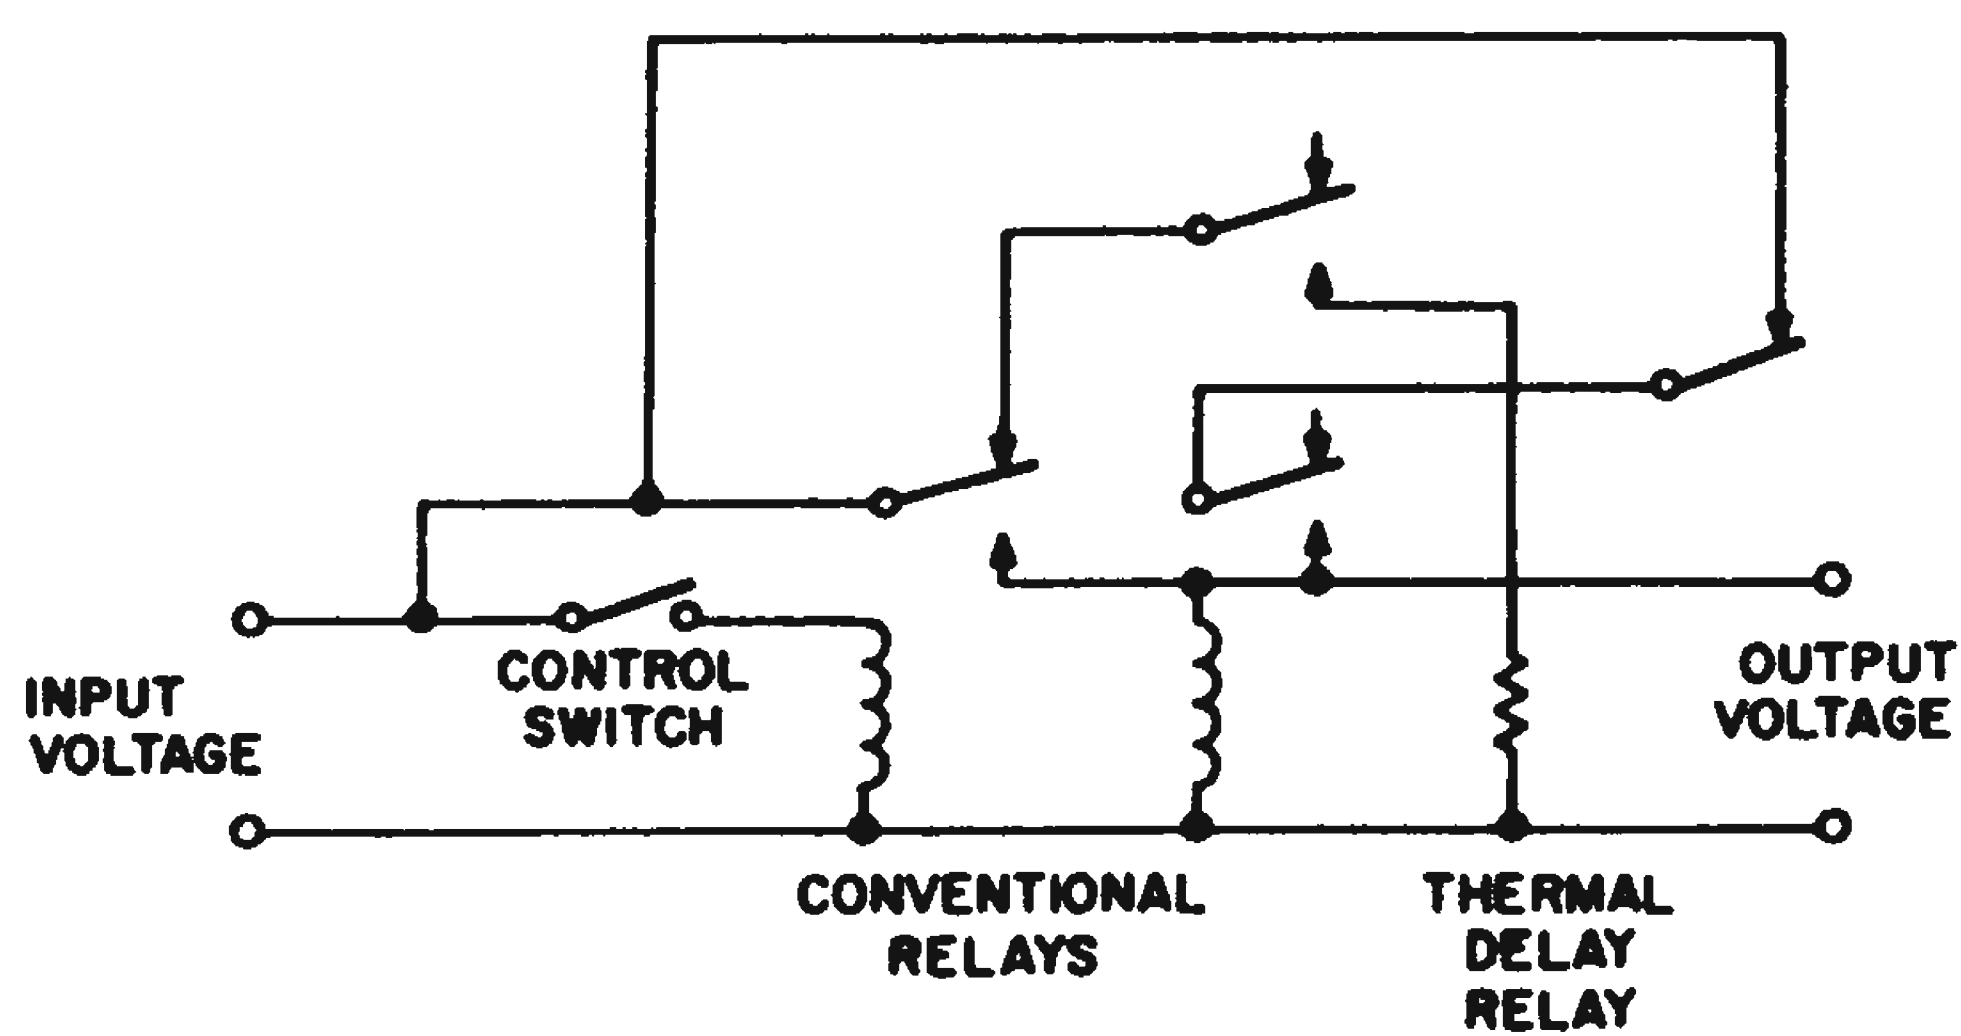 CONTROL
SWITCH
INPUT
VOLTAGE
OUTPUT
VOLTAGE
CONVENTIONAL
RELAYS
THERMAL
DELAY
RELAY